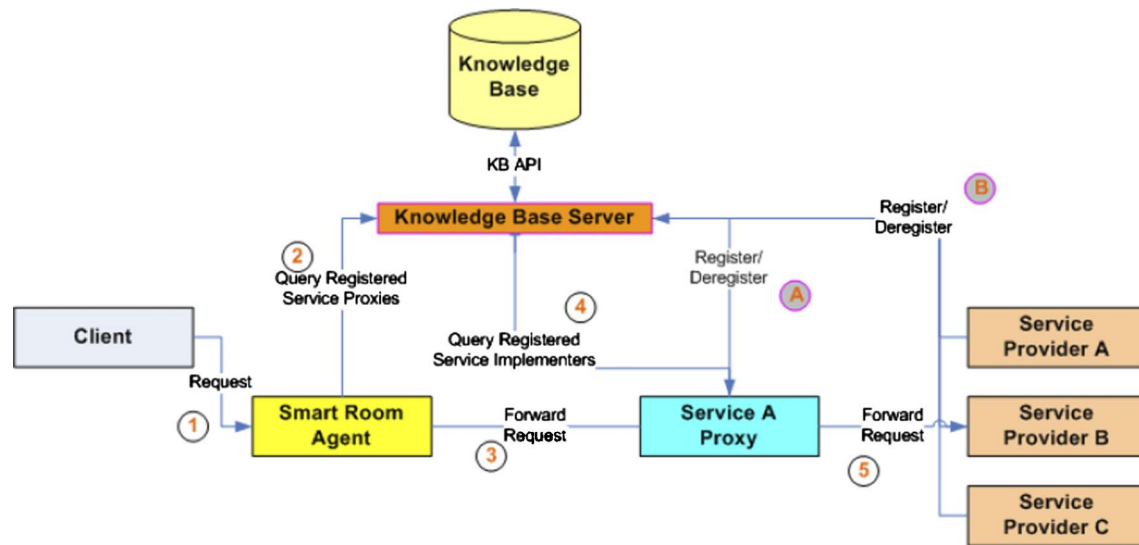 Knowledge
Base
KB API
Knowledge Base Server
B
Register/
Deregister
2
Query Registered
Service Proxies
Register/
Deregister
A
4
Query Registered
Service Implementers
Client
Request
1
Smart Room
Agent
Forward
Request
3
Service A
Proxy
Forward
Request
5
Service
Provider A
Service
Provider B
Service
Provider C